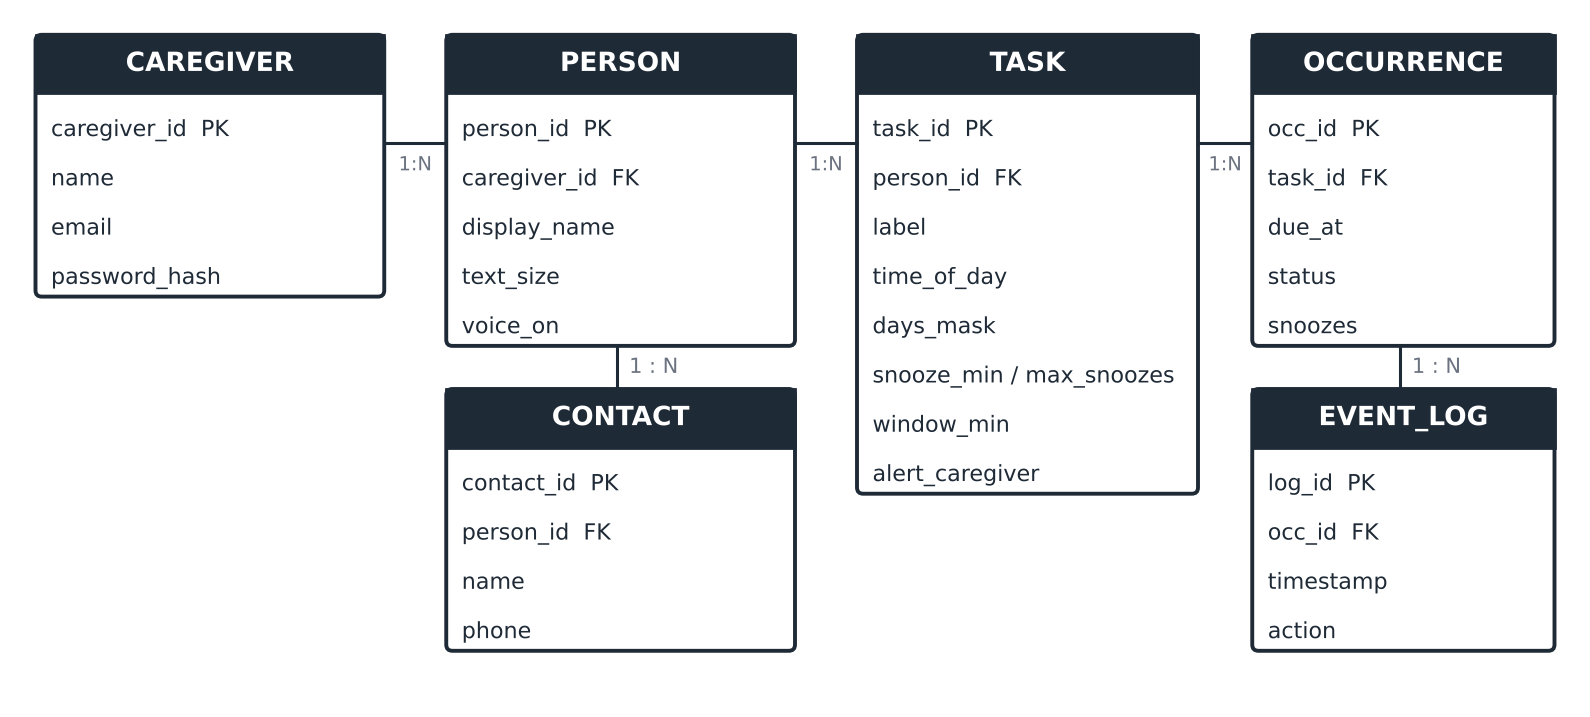 CAREGIVER
caregiver_id PK
name
email
password_hash
1:N
PERSON
person_id PK
caregiver_id FK
display_name
text_size
voice_on
1:N
TASK
task_id PK
person_id FK
label
time_of_day
days_mask
snooze_min / max_snoozes
window_min
alert_caregiver
1:N
OCCURRENCE
occ_id PK
task_id FK
due_at
status
snoozes
1 : N
CONTACT
contact_id PK
person_id FK
name
phone
1 : N
EVENT_LOG
log_id PK
occ_id FK
timestamp
action